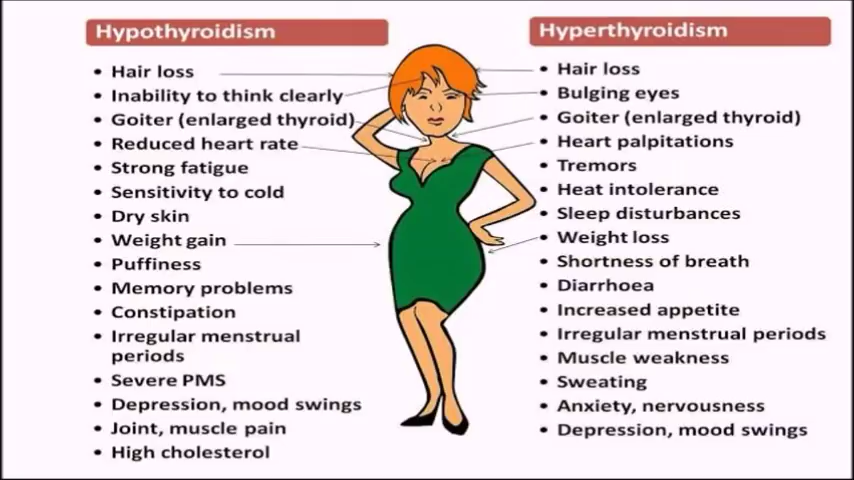 Hypothyroidism
• Hair loss
• Inability to think clearly
• Goiter (enlarged thyroid)
• Reduced heart rate
• Strong fatigue
• Sensitivity to cold
• Dry skin
• Weight gain
• Puffiness
• Memory problems
• Constipation
• Irregular menstrual
periods
• Severe PMS
• Depression, mood swings
• Joint, muscle pain
• High cholesterol
Hyperthyroidism
• Hair loss
• Bulging eyes
• Goiter (enlarged thyroid)
• Heart palpitations
• Tremors
• Heat intolerance
• Sleep disturbances
• Weight loss
• Shortness of breath
• Diarrhoea
• Increased appetite
• Irregular menstrual periods
• Muscle weakness
• Sweating
• Anxiety, nervousness
• Depression, mood swings